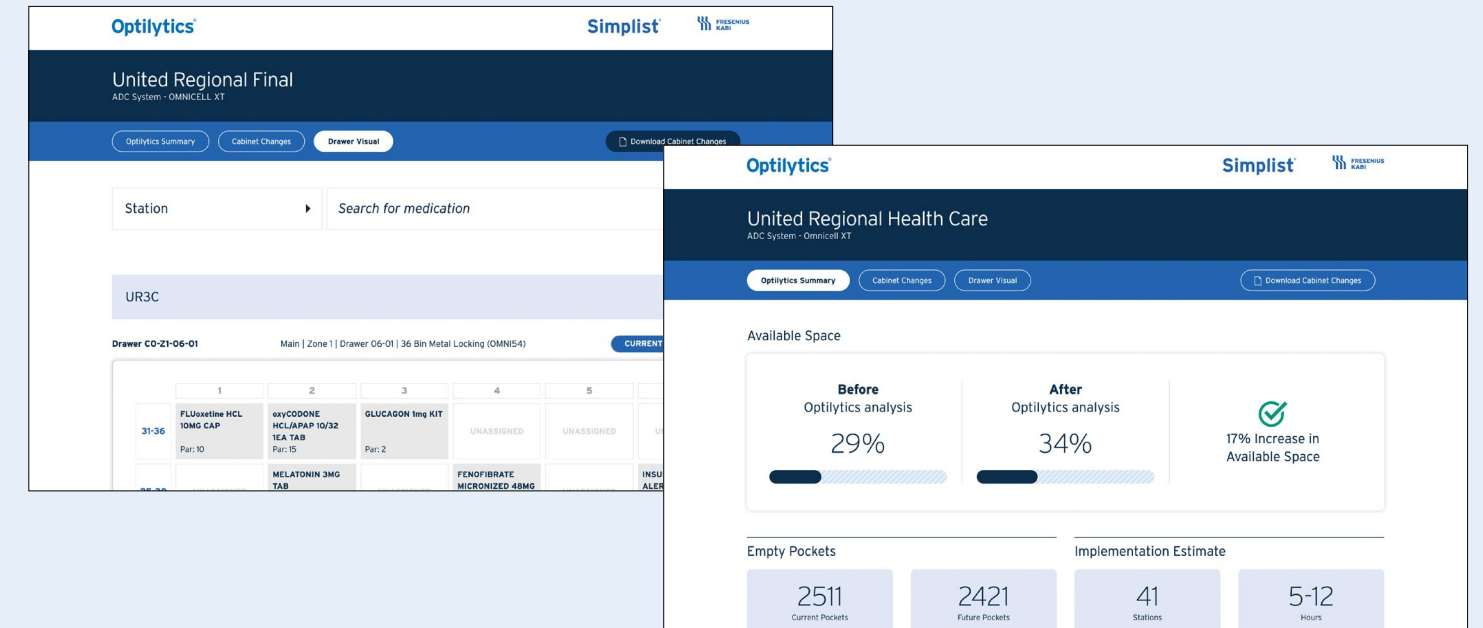 Optilytics
Simplist
FRESENIUS
KABI
United Regional Final
ADC System - OMNICELL XT
Optilytics Summary
Cabinet Changes
Drawer Visual
Download Cabinet Changes
Station
Search for medication
UR3C
Drawer C0-Z1-06-01
Main | Zone 1 | Drawer 06-01 | 36 Bin Metal Locking (OMNI54)
CURRENT
1 2 3 4 5
31-36
FLUoxetine HCL
10MG CAP
Par: 10
oxyCODONE
HCL/APAP 10/32
1EA TAB
Par: 15
GLUCAGON 1mg KIT
Par: 2
UNASSIGNED
UNASSIGNED
MELATONIN 3MG
TAB
FENOFIBRATE
MICRONIZED 48MG
Optilytics
Simplist
FRESENIUS
KABI
United Regional Health Care
ADC System - Omnicell XT
Optilytics Summary
Cabinet Changes
Drawer Visual
Download Cabinet Changes
Available Space
Before
Optilytics analysis
29%
After
Optilytics analysis
34%
17% Increase in
Available Space
Empty Pockets
2511
Current Pockets
2421
Future Pockets
Implementation Estimate
41
Stations
5-12
Hours